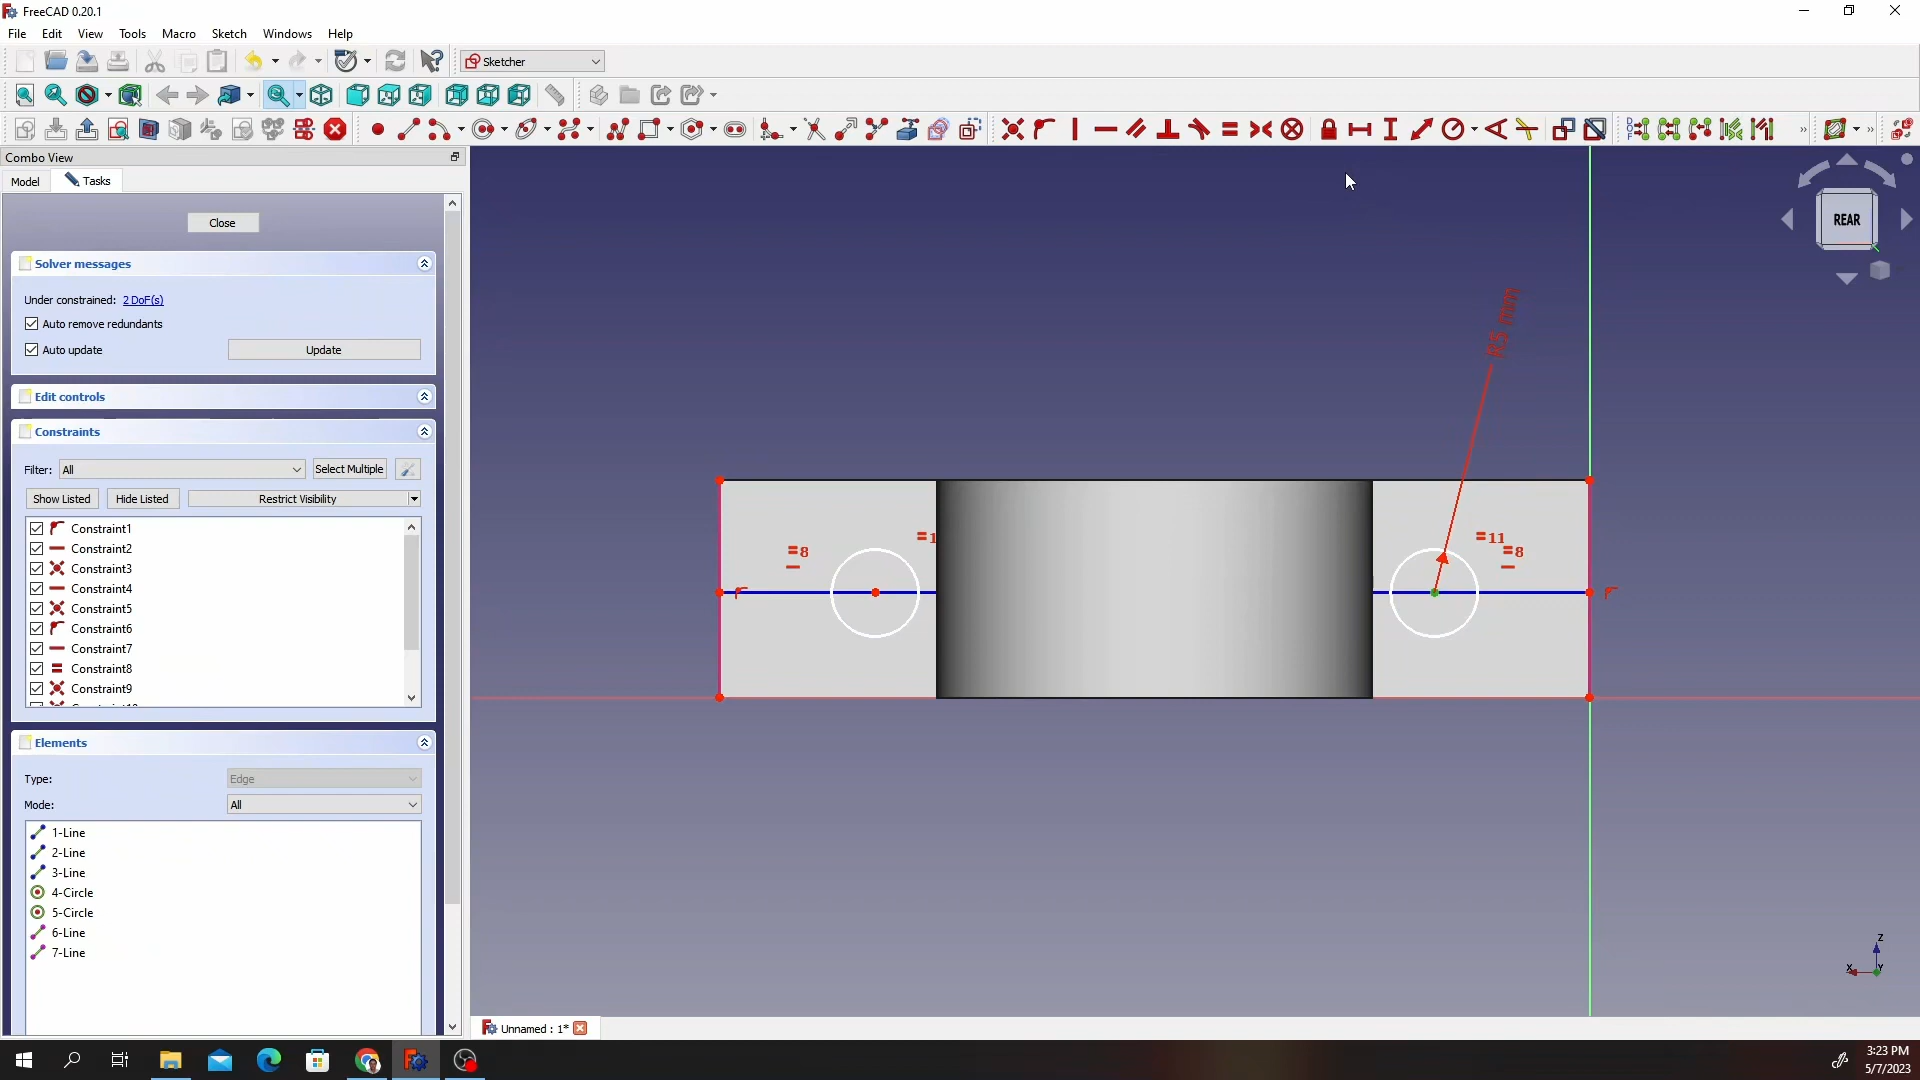 FreeCAD 0.20.1
File Edit View Tools Macro Sketch Windows Help
Sketcher
Combo View
Model Tasks
Close
Solver messages
Under constrained: 2 DoF(s)
Auto remove redundants
Auto update Update
Edit controls
Constraints
Filter: All Select Multiple
Show Listed Hide Listed Restrict Visibility
Constraint1
Constraint2
Constraint3
Constraint4
Constraint5
Constraint6
Constraint7
Constraint8
Constraint9
Elements
Type: Edge
Mode: All
1-Line
2-Line
3-Line
4-Circle
5-Circle
6-Line
7-Line
REAR
R5 mm
=8
=1
=11
=8
Z
X
Y
Unnamed : 1*
3:23 PM
5/7/2023